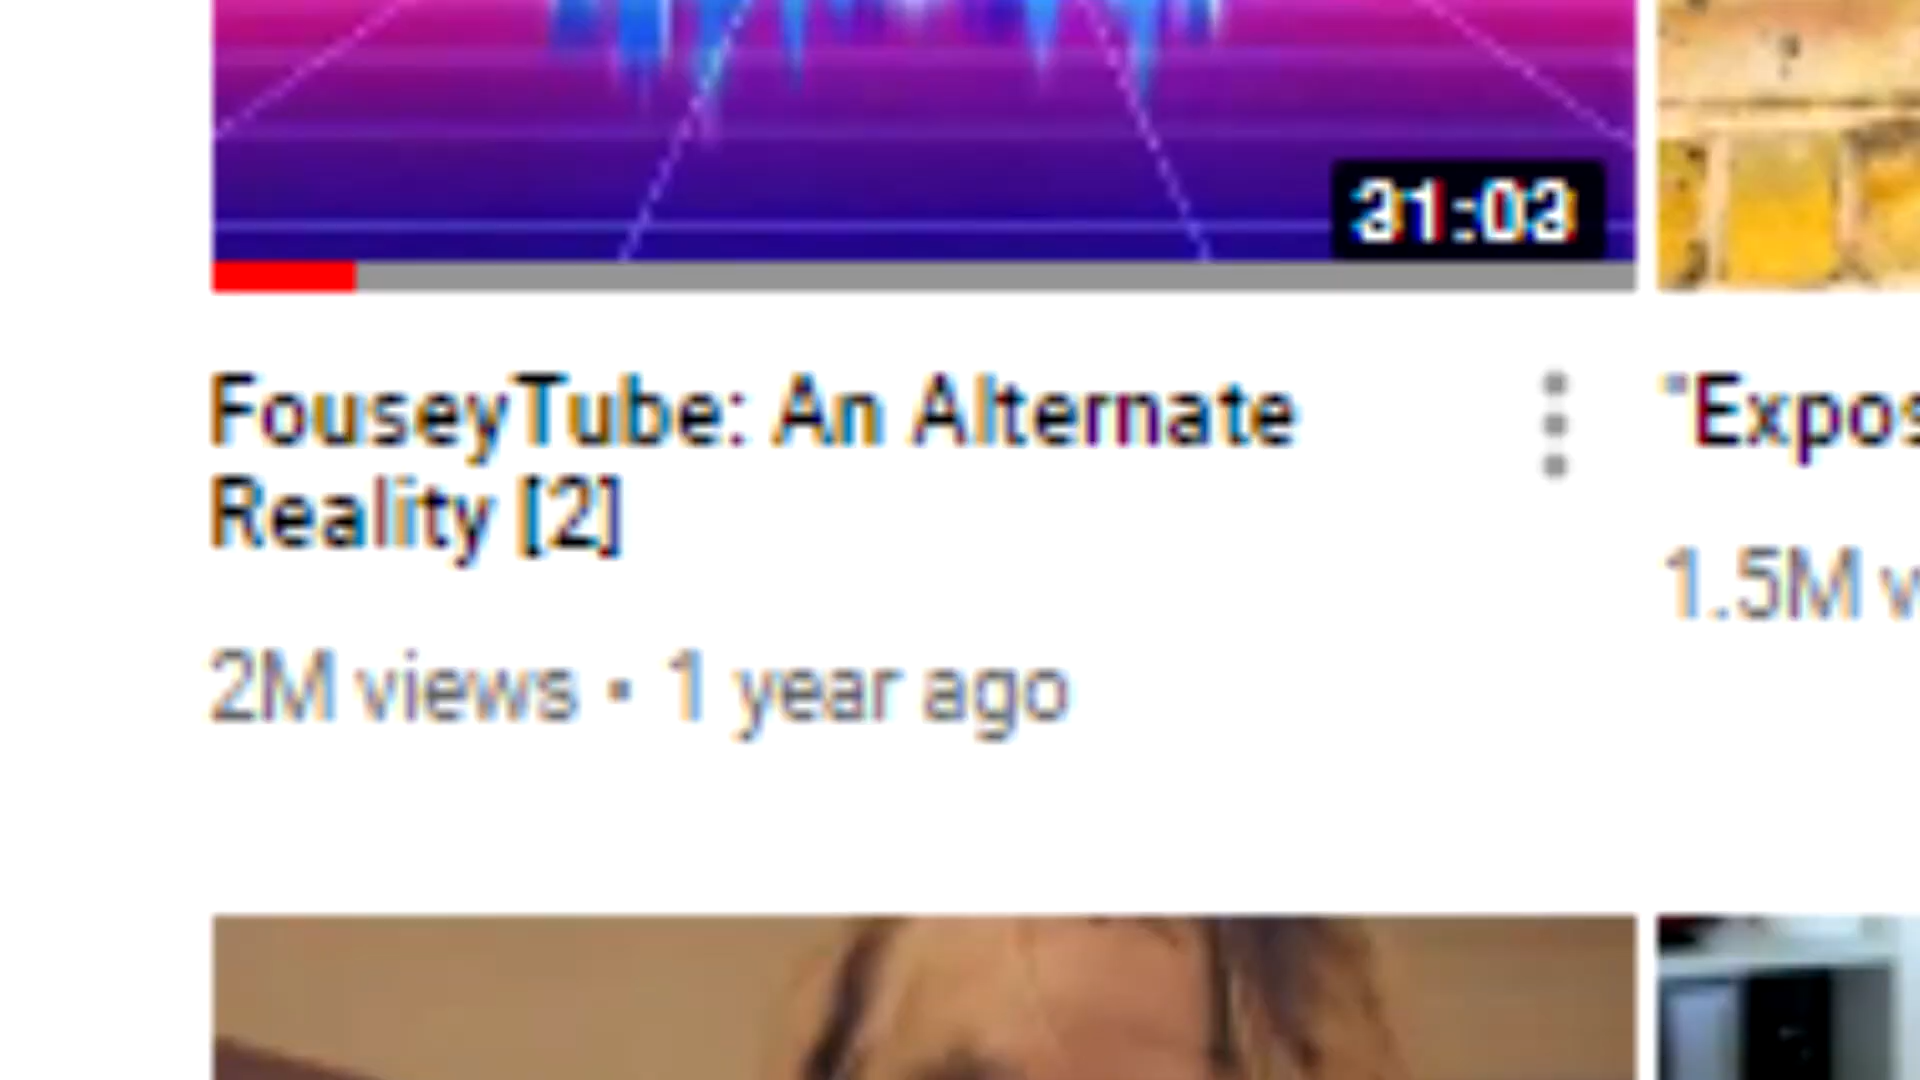 31:03
FouseyTube: An Alternate
Reality [2]
2M views • 1 year ago
"Expos
1.5M v